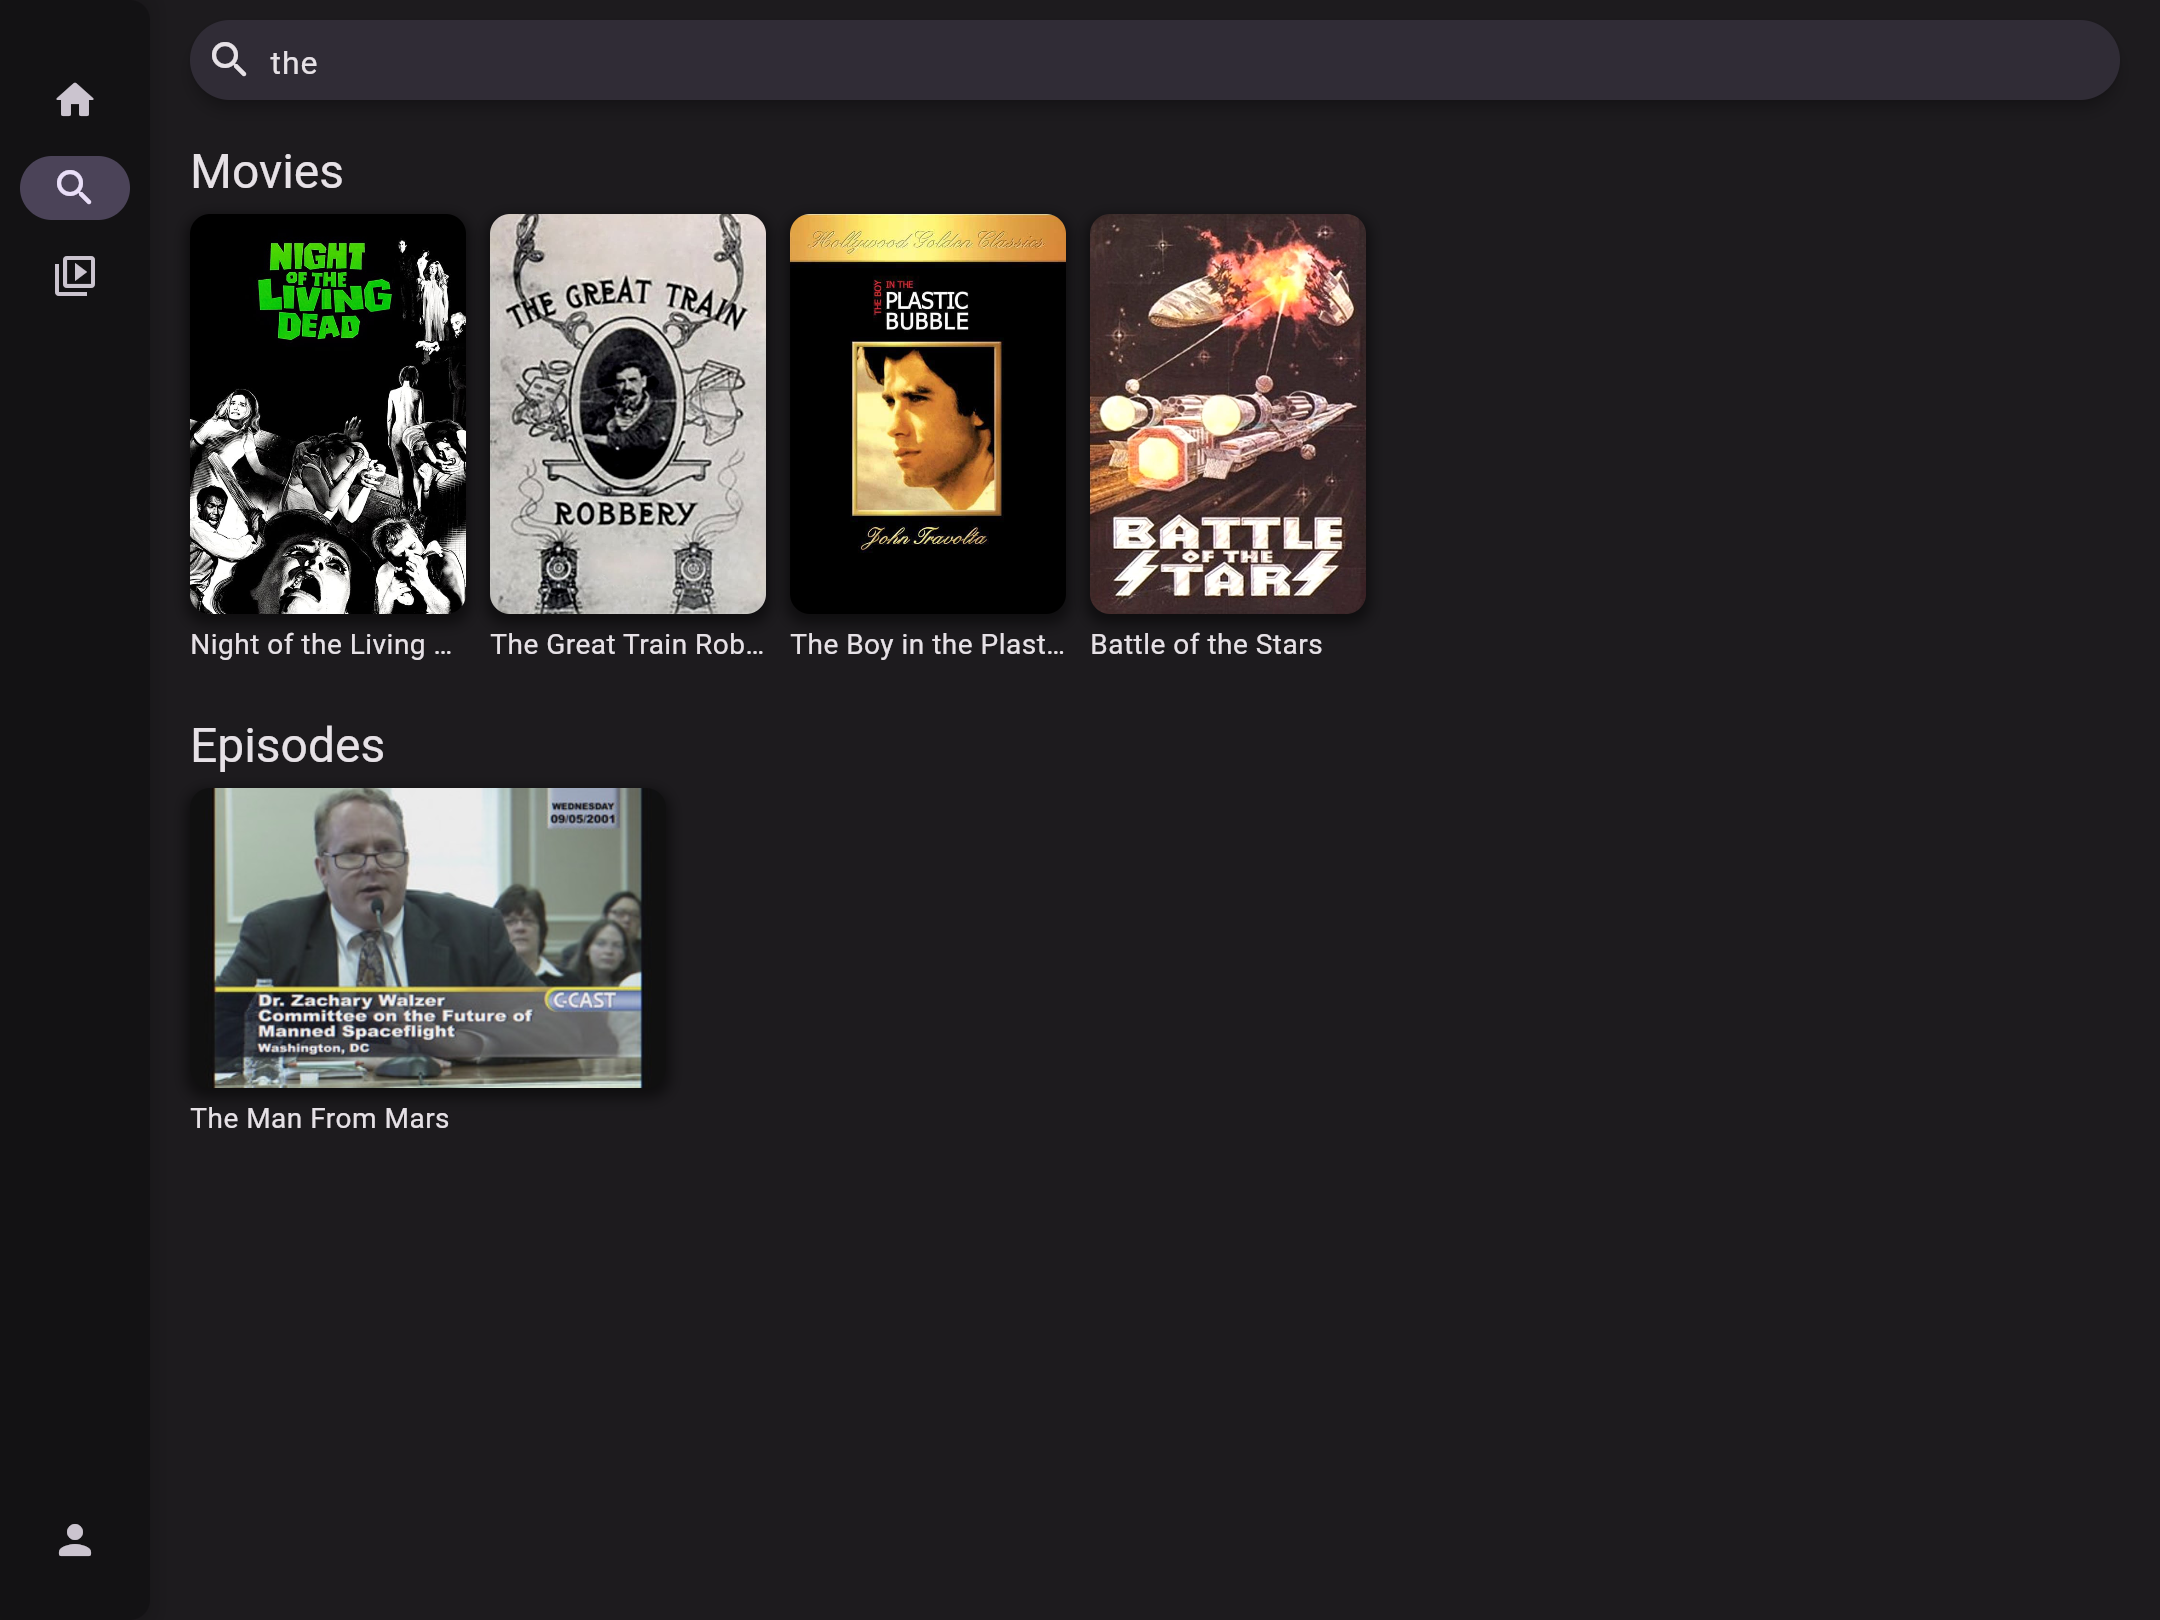 the
Movies
NIGHT
OF THE
LIVING
DEAD
THE GREAT TRAIN
ROBBERY
Hollywood Golden Classics
THE BOY
IN THE
PLASTIC
BUBBLE
John Travolta
BATTLE
OF THE
STARS
Night of the Living ...
The Great Train Rob...
The Boy in the Plast...
Battle of the Stars
Episodes
WEDNESDAY
09/05/2001
Dr. Zachary Walzer
Committee on the Future of
Manned Spaceflight
Washington, DC
C-CAST
The Man From Mars